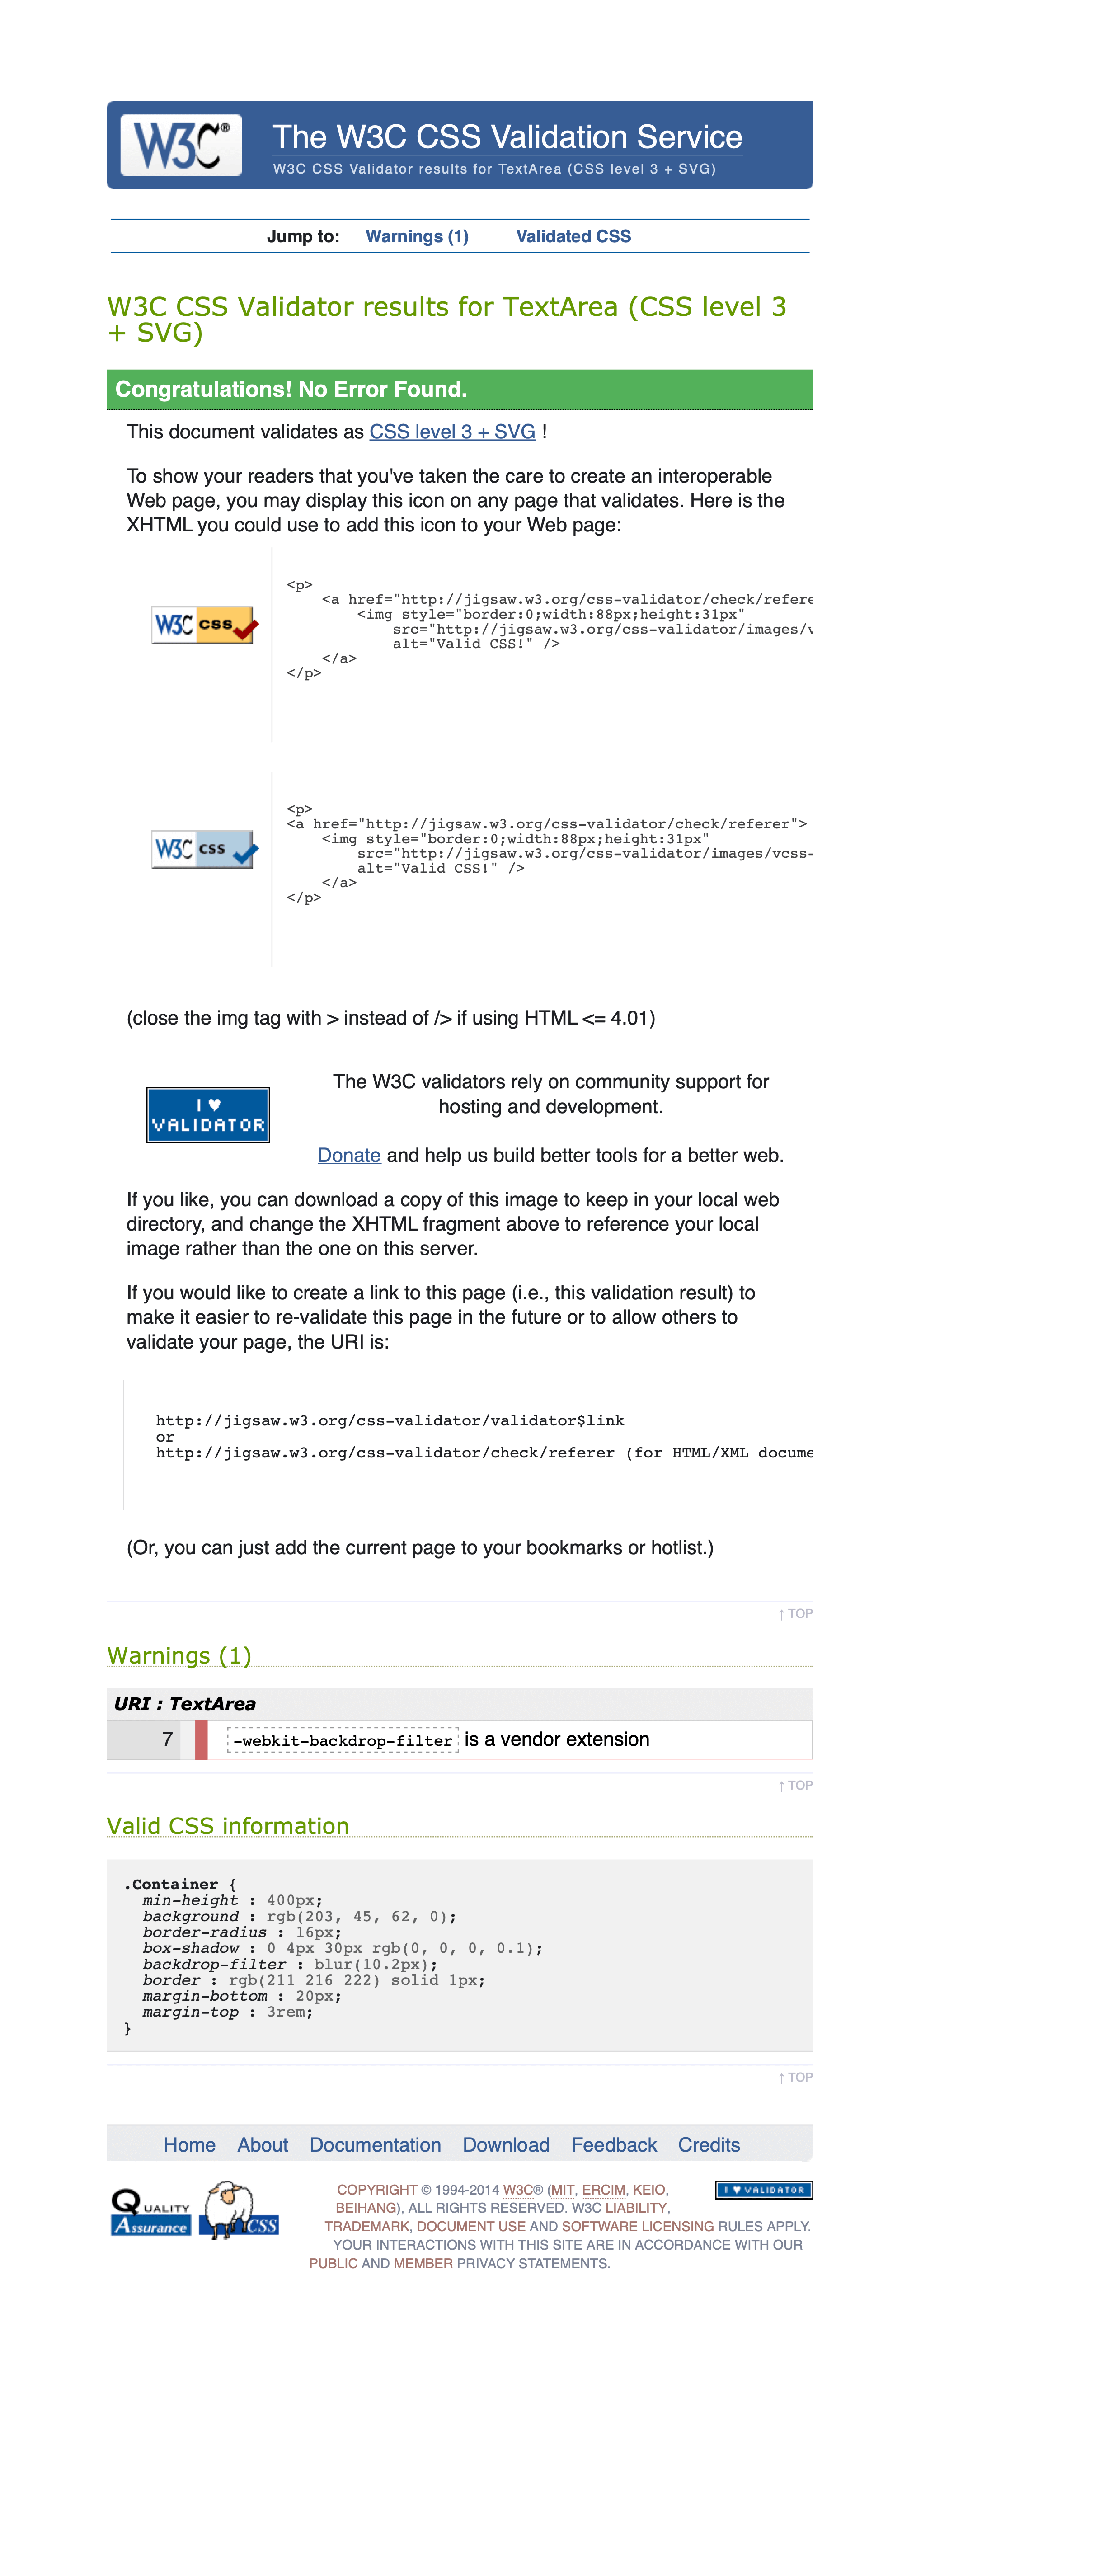 W3C®
The W3C CSS Validation Service
W3C CSS Validator results for TextArea (CSS level 3 + SVG)
Jump to: Warnings (1) Validated CSS
W3C CSS Validator results for TextArea (CSS level 3
+ SVG)
Congratulations! No Error Found.
This document validates as CSS level 3 + SVG !
To show your readers that you've taken the care to create an interoperable
Web page, you may display this icon on any page that validates. Here is the
XHTML you could use to add this icon to your Web page:
W3C css
<p>
<a href="http://jigsaw.w3.org/css-validator/check/refere
<img style="border:0;width:88px;height:31px"
src="http://jigsaw.w3.org/css-validator/images/v
alt="Valid CSS!" />
</a>
</p>
W3C css
<p>
<a href="http://jigsaw.w3.org/css-validator/check/referer">
<img style="border:0;width:88px;height:31px"
src="http://jigsaw.w3.org/css-validator/images/vcss-
alt="Valid CSS!" />
</a>
</p>
(close the img tag with > instead of /> if using HTML <= 4.01)
I ♥
VALIDATOR
The W3C validators rely on community support for
hosting and development.
Donate and help us build better tools for a better web.
If you like, you can download a copy of this image to keep in your local web
directory, and change the XHTML fragment above to reference your local
image rather than the one on this server.
If you would like to create a link to this page (i.e., this validation result) to
make it easier to re-validate this page in the future or to allow others to
validate your page, the URI is:
http://jigsaw.w3.org/css-validator/validator$link
or
http://jigsaw.w3.org/css-validator/check/referer (for HTML/XML docume
(Or, you can just add the current page to your bookmarks or hotlist.)
↑ TOP
Warnings (1)
URI : TextArea
7 -webkit-backdrop-filter is a vendor extension
↑ TOP
Valid CSS information
.Container {
min-height : 400px;
background : rgb(203, 45, 62, 0);
border-radius : 16px;
box-shadow : 0 4px 30px rgb(0, 0, 0, 0.1);
backdrop-filter : blur(10.2px);
border : rgb(211 216 222) solid 1px;
margin-bottom : 20px;
margin-top : 3rem;
}
↑ TOP
Home About Documentation Download Feedback Credits
QUALITY
Assurance
CSS
COPYRIGHT © 1994-2014 W3C® (MIT, ERCIM, KEIO,
BEIHANG), ALL RIGHTS RESERVED. W3C LIABILITY,
TRADEMARK, DOCUMENT USE AND SOFTWARE LICENSING RULES APPLY.
YOUR INTERACTIONS WITH THIS SITE ARE IN ACCORDANCE WITH OUR
PUBLIC AND MEMBER PRIVACY STATEMENTS.
I ♥ VALIDATOR